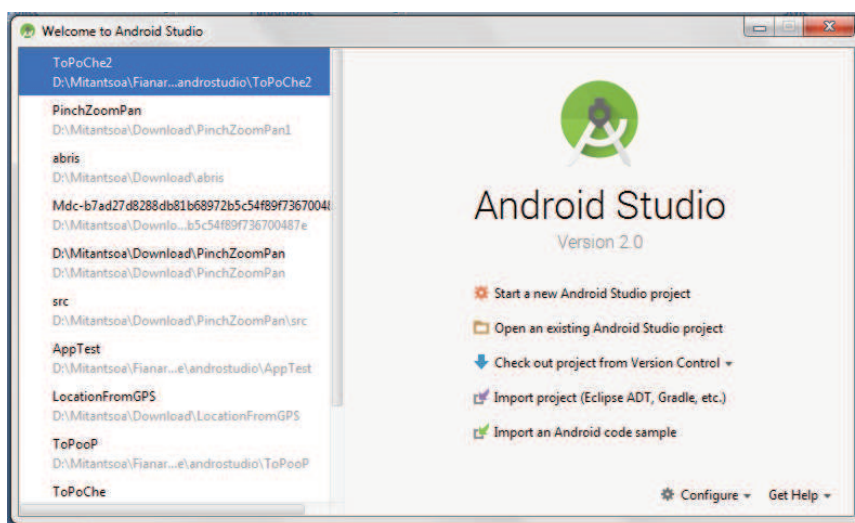 Welcome to Android Studio
ToPoChe2
D:\Mitantsoa\Fianar...androstudio\ToPoChe2
PinchZoomPan
D:\Mitantsoa\Download\PinchZoomPan1
abris
D:\Mitantsoa\Download\abris
Mdc-b7ad27d8288db81b68972b5c54f89f73670048
D:\Mitantsoa\Downlo...b5c54f89f736700487e
D:\Mitantsoa\Download\PinchZoomPan
D:\Mitantsoa\Download\PinchZoomPan
src
D:\Mitantsoa\Download\PinchZoomPan\src
AppTest
D:\Mitantsoa\Fianar...e\androstudio\AppTest
LocationFromGPS
D:\Mitantsoa\Download\LocationFromGPS
ToPooP
D:\Mitantsoa\Fianar...e\androstudio\ToPooP
ToPoChe
Android Studio
Version 2.0
Start a new Android Studio project
Open an existing Android Studio project
Check out project from Version Control
Import project (Eclipse ADT, Gradle, etc.)
Import an Android code sample
Configure
Get Help